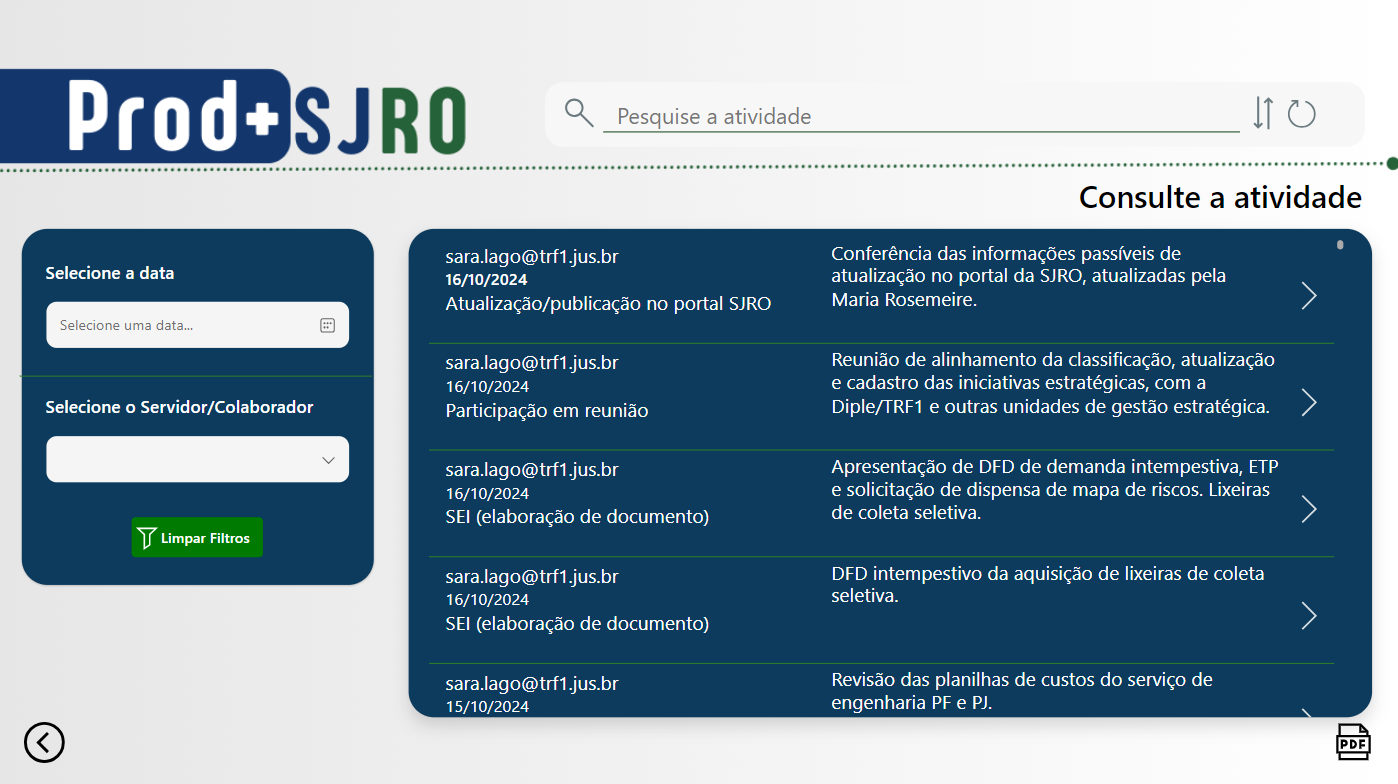 Prod+SJRO
Pesquise a atividade
Consulte a atividade
Selecione a data
Selecione uma data...
Selecione o Servidor/Colaborador
Limpar Filtros
sara.lago@trf1.jus.br
16/10/2024
Atualização/publicação no portal SJRO
Conferência das informações passíveis de
atualização no portal da SJRO, atualizadas pela
Maria Rosemeire.
sara.lago@trf1.jus.br
16/10/2024
Participação em reunião
Reunião de alinhamento da classificação, atualização
e cadastro das iniciativas estratégicas, com a
Diple/TRF1 e outras unidades de gestão estratégica.
sara.lago@trf1.jus.br
16/10/2024
SEI (elaboração de documento)
Apresentação de DFD de demanda intempestiva, ETP
e solicitação de dispensa de mapa de riscos. Lixeiras
de coleta seletiva.
sara.lago@trf1.jus.br
16/10/2024
SEI (elaboração de documento)
DFD intempestivo da aquisição de lixeiras de coleta
seletiva.
sara.lago@trf1.jus.br
15/10/2024
Revisão das planilhas de custos do serviço de
engenharia PF e PJ.
PDF